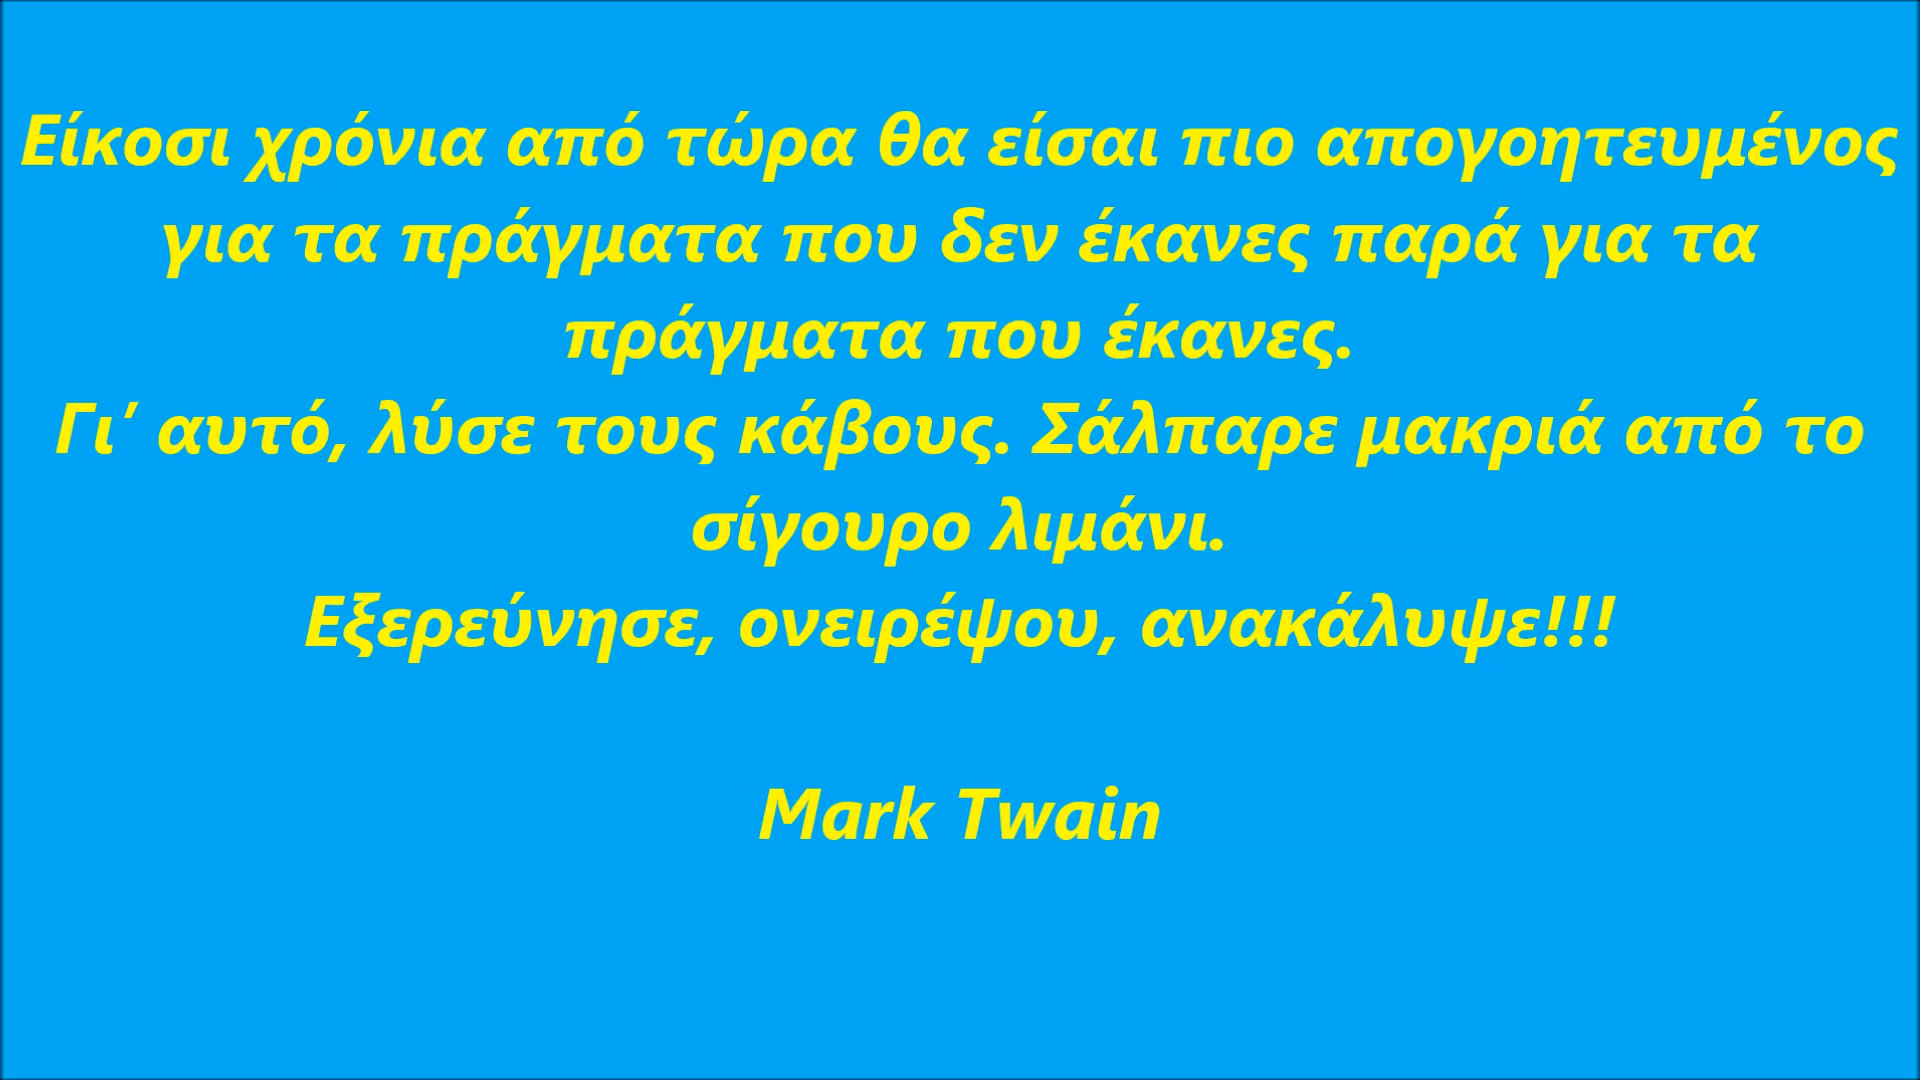 Είκοσι χρόνια από τώρα θα είσαι πιο απογοητευμένος
για τα πράγματα που δεν έκανες παρά για τα
πράγματα που έκανες.
Γι΄ αυτό, λύσε τους κάβους. Σάλπαρε μακριά από το
σίγουρο λιμάνι.
Εξερεύνησε, ονειρέψου, ανακάλυψε!!!
Mark Twain